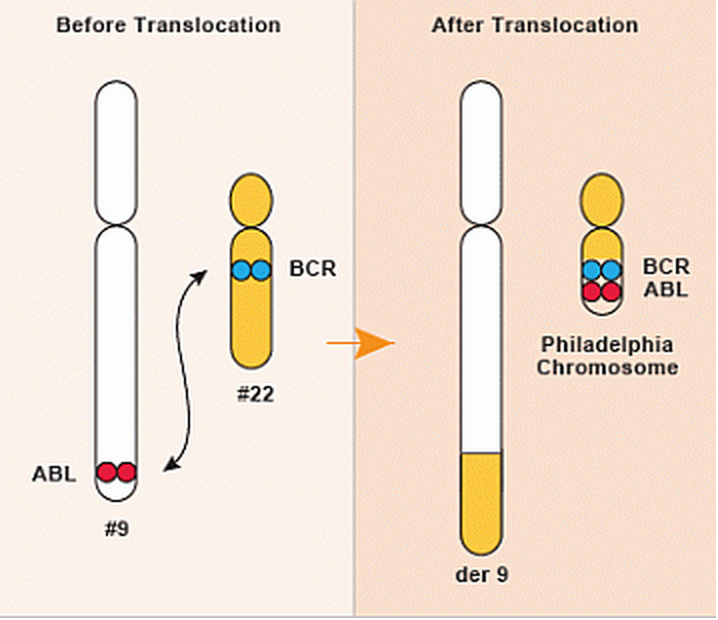 Before Translocation
After Translocation
BCR
#22
ABL
#9
BCR
ABL
Philadelphia
Chromosome
der 9